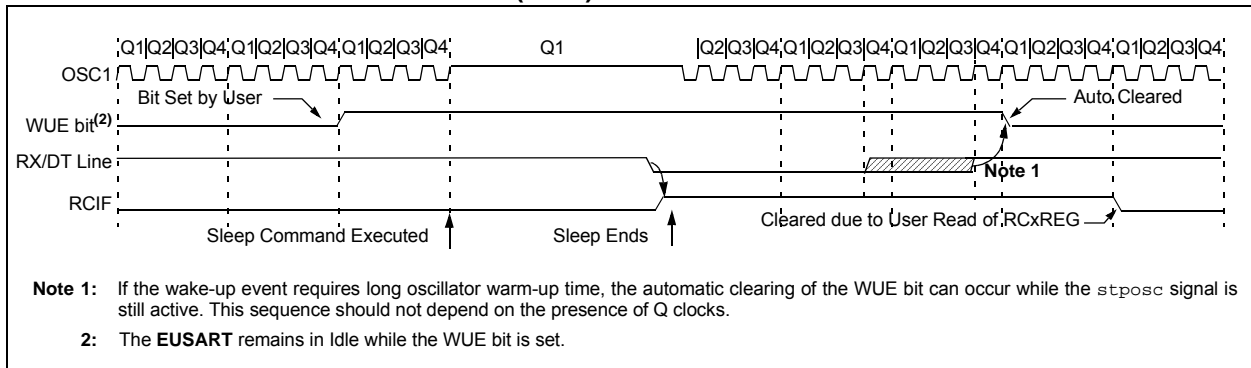 Q1|Q2|Q3|Q4 Q1|Q2|Q3|Q4 Q1|Q2|Q3|Q4 Q1 |Q2|Q3|Q4 Q1|Q2|Q3|Q4 Q1|Q2|Q3|Q4 Q1|Q2|Q3|Q4 Q1|Q2|Q3|Q4
OSC1
Bit Set by User Auto Cleared
WUE bit(2)
RX/DT Line
Note 1
RCIF
Cleared due to User Read of RCxREG
Sleep Command Executed Sleep Ends
Note 1: If the wake-up event requires long oscillator warm-up time, the automatic clearing of the WUE bit can occur while the stposc signal is
still active. This sequence should not depend on the presence of Q clocks.
2: The EUSART remains in Idle while the WUE bit is set.